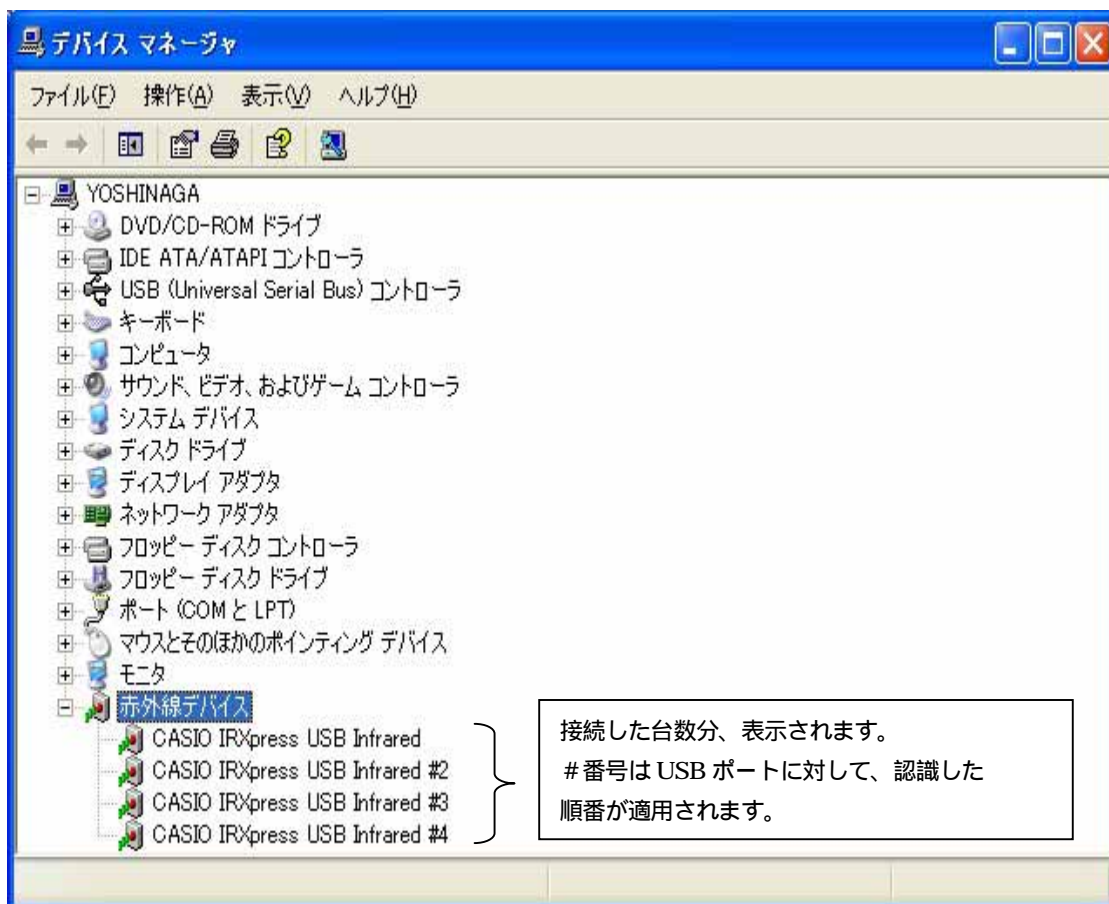 デバイス マネージャ
ファイル(F) 操作(A) 表示(V) ヘルプ(H)
YOSHINAGA
DVD/CD-ROM ドライブ
IDE ATA/ATAPI コントローラ
USB (Universal Serial Bus) コントローラ
キーボード
コンピュータ
サウンド、ビデオ、およびゲーム コントローラ
システム デバイス
ディスク ドライブ
ディスプレイ アダプタ
ネットワーク アダプタ
フロッピー ディスク コントローラ
フロッピー ディスク ドライブ
ポート (COM と LPT)
マウスとそのほかのポインティング デバイス
モニタ
赤外線デバイス
CASIO IRXpress USB Infrared
CASIO IRXpress USB Infrared #2
CASIO IRXpress USB Infrared #3
CASIO IRXpress USB Infrared #4
接続した台数分、表示されます。
＃番号は USB ポートに対して、認識した
順番が適用されます。